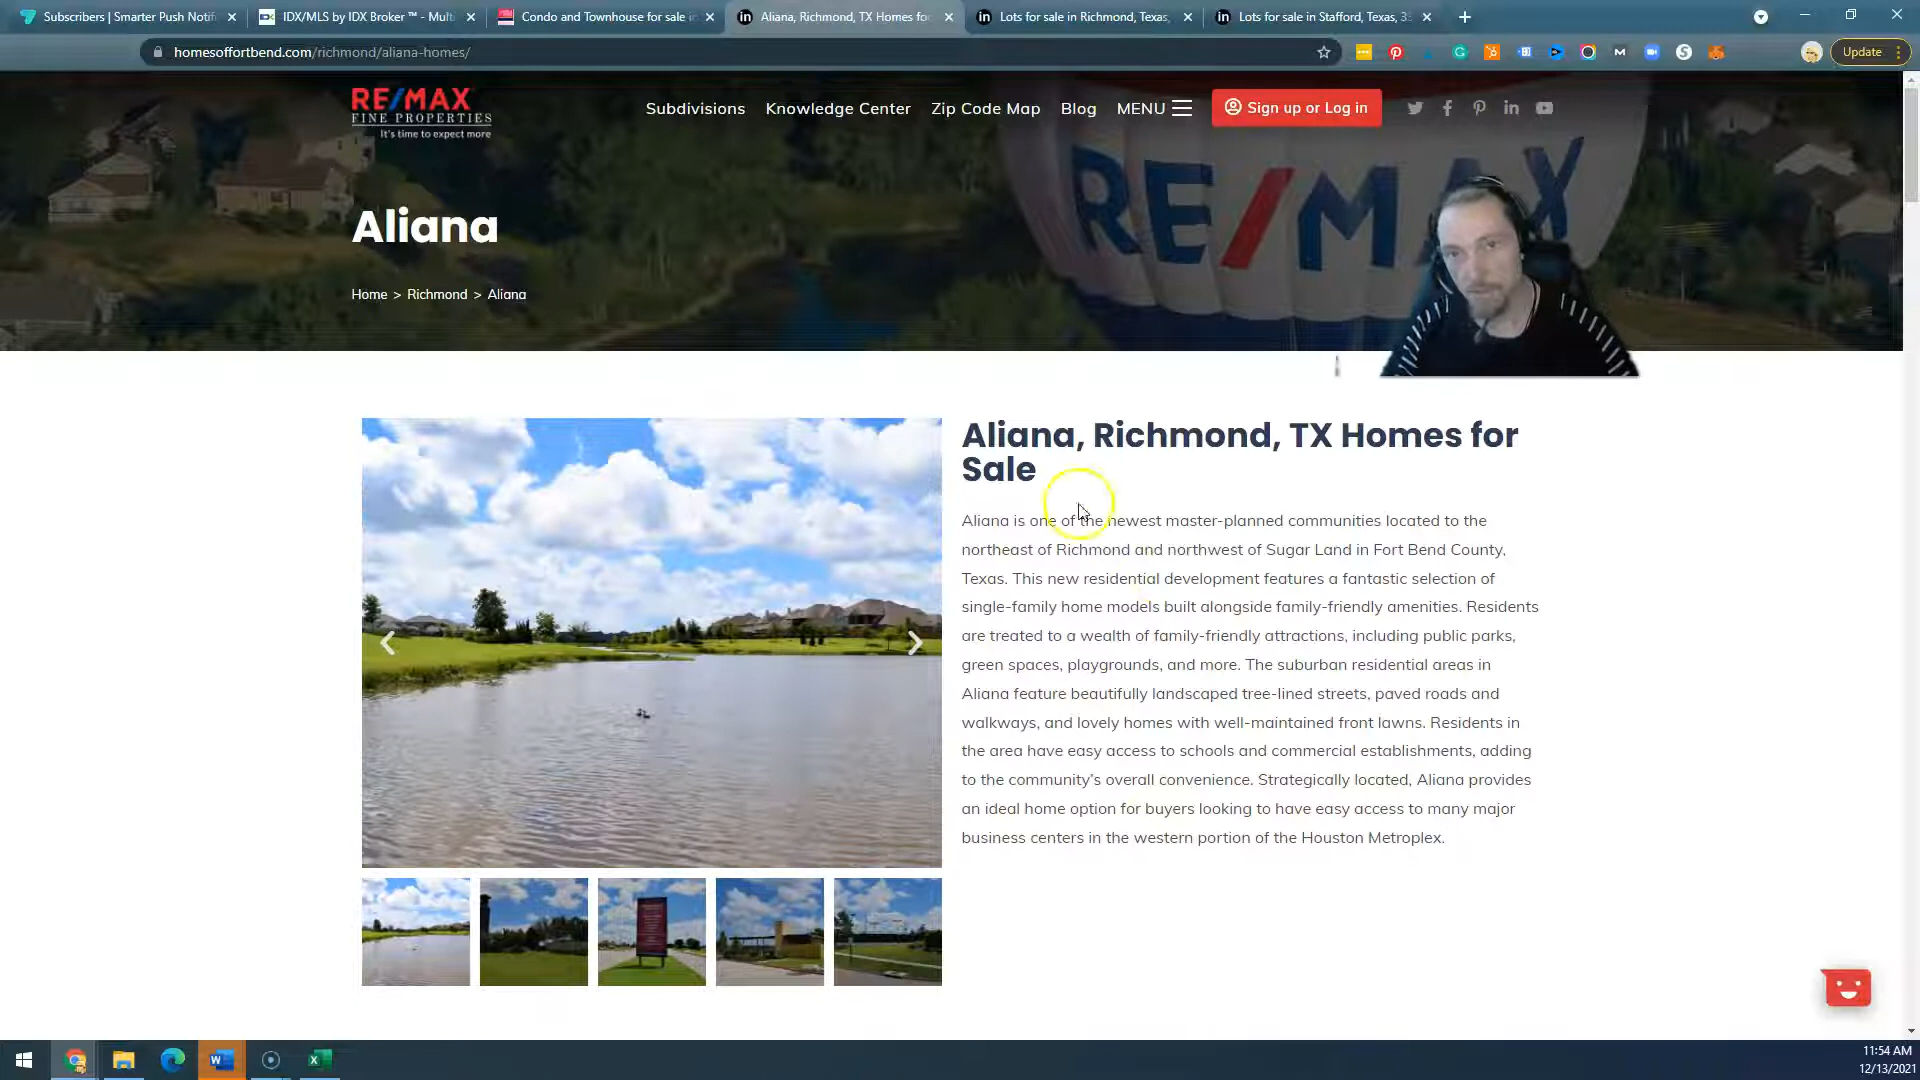 Subscribers | Smarter Push Notif
IDX/MLS by IDX Broker ™ - Multi
Condo and Townhouse for sale in
Aliana, Richmond, TX Homes for
Lots for sale in Richmond, Texas,
Lots for sale in Stafford, Texas, 3
homesoffortbend.com/richmond/aliana-homes/
Update
RE/MAX
FINE PROPERTIES
It's time to expect more
Subdivisions
Knowledge Center
Zip Code Map
Blog
MENU
Sign up or Log in
RE/MAX
Aliana
Home > Richmond > Aliana
Aliana, Richmond, TX Homes for
Sale
Aliana is one of the newest master-planned communities located to the
northeast of Richmond and northwest of Sugar Land in Fort Bend County,
Texas. This new residential development features a fantastic selection of
single-family home models built alongside family-friendly amenities. Residents
are treated to a wealth of family-friendly attractions, including public parks,
green spaces, playgrounds, and more. The suburban residential areas in
Aliana feature beautifully landscaped tree-lined streets, paved roads and
walkways, and lovely homes with well-maintained front lawns. Residents in
the area have easy access to schools and commercial establishments, adding
to the community's overall convenience. Strategically located, Aliana provides
an ideal home option for buyers looking to have easy access to many major
business centers in the western portion of the Houston Metroplex.
11:54 AM
12/13/2021